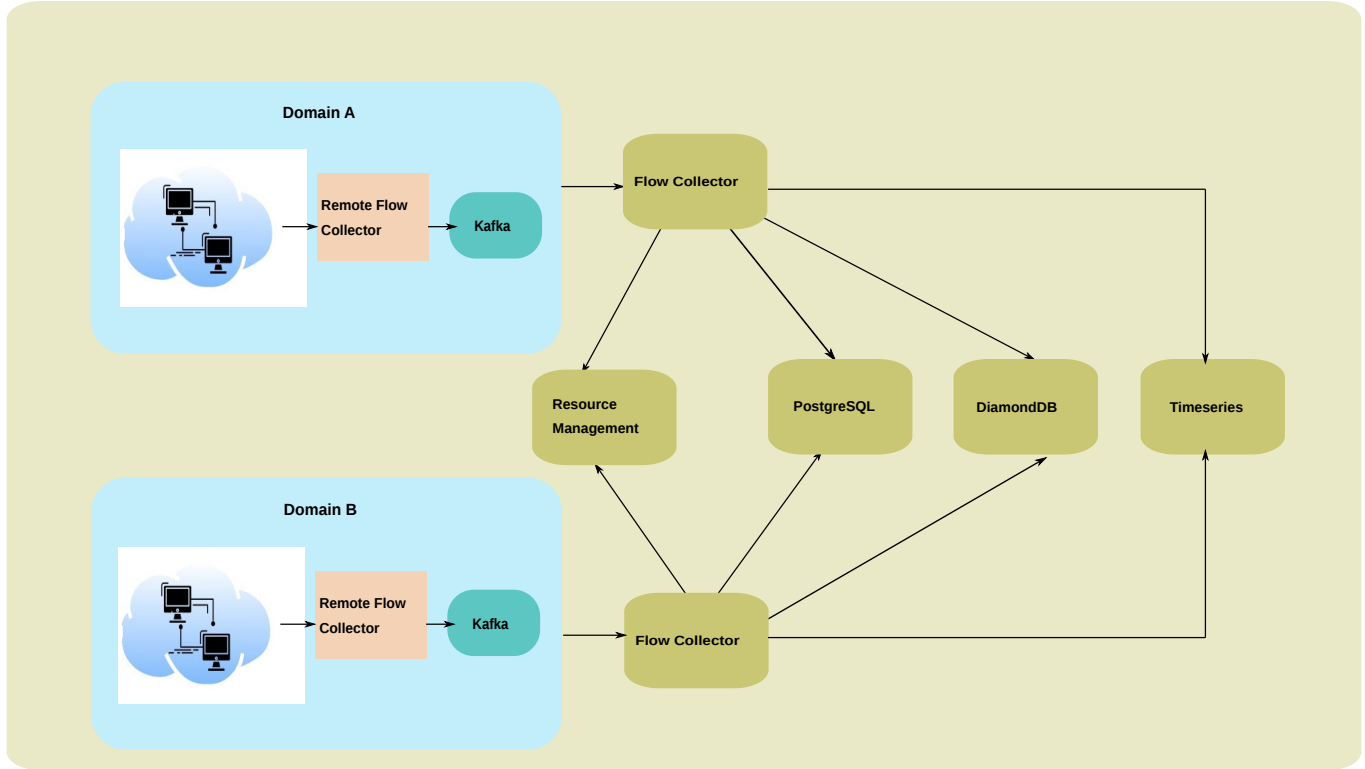 Domain A
Remote Flow
Collector
Kafka
Flow Collector
Resource
Management
PostgreSQL
DiamondDB
Timeseries
Domain B
Remote Flow
Collector
Kafka
Flow Collector